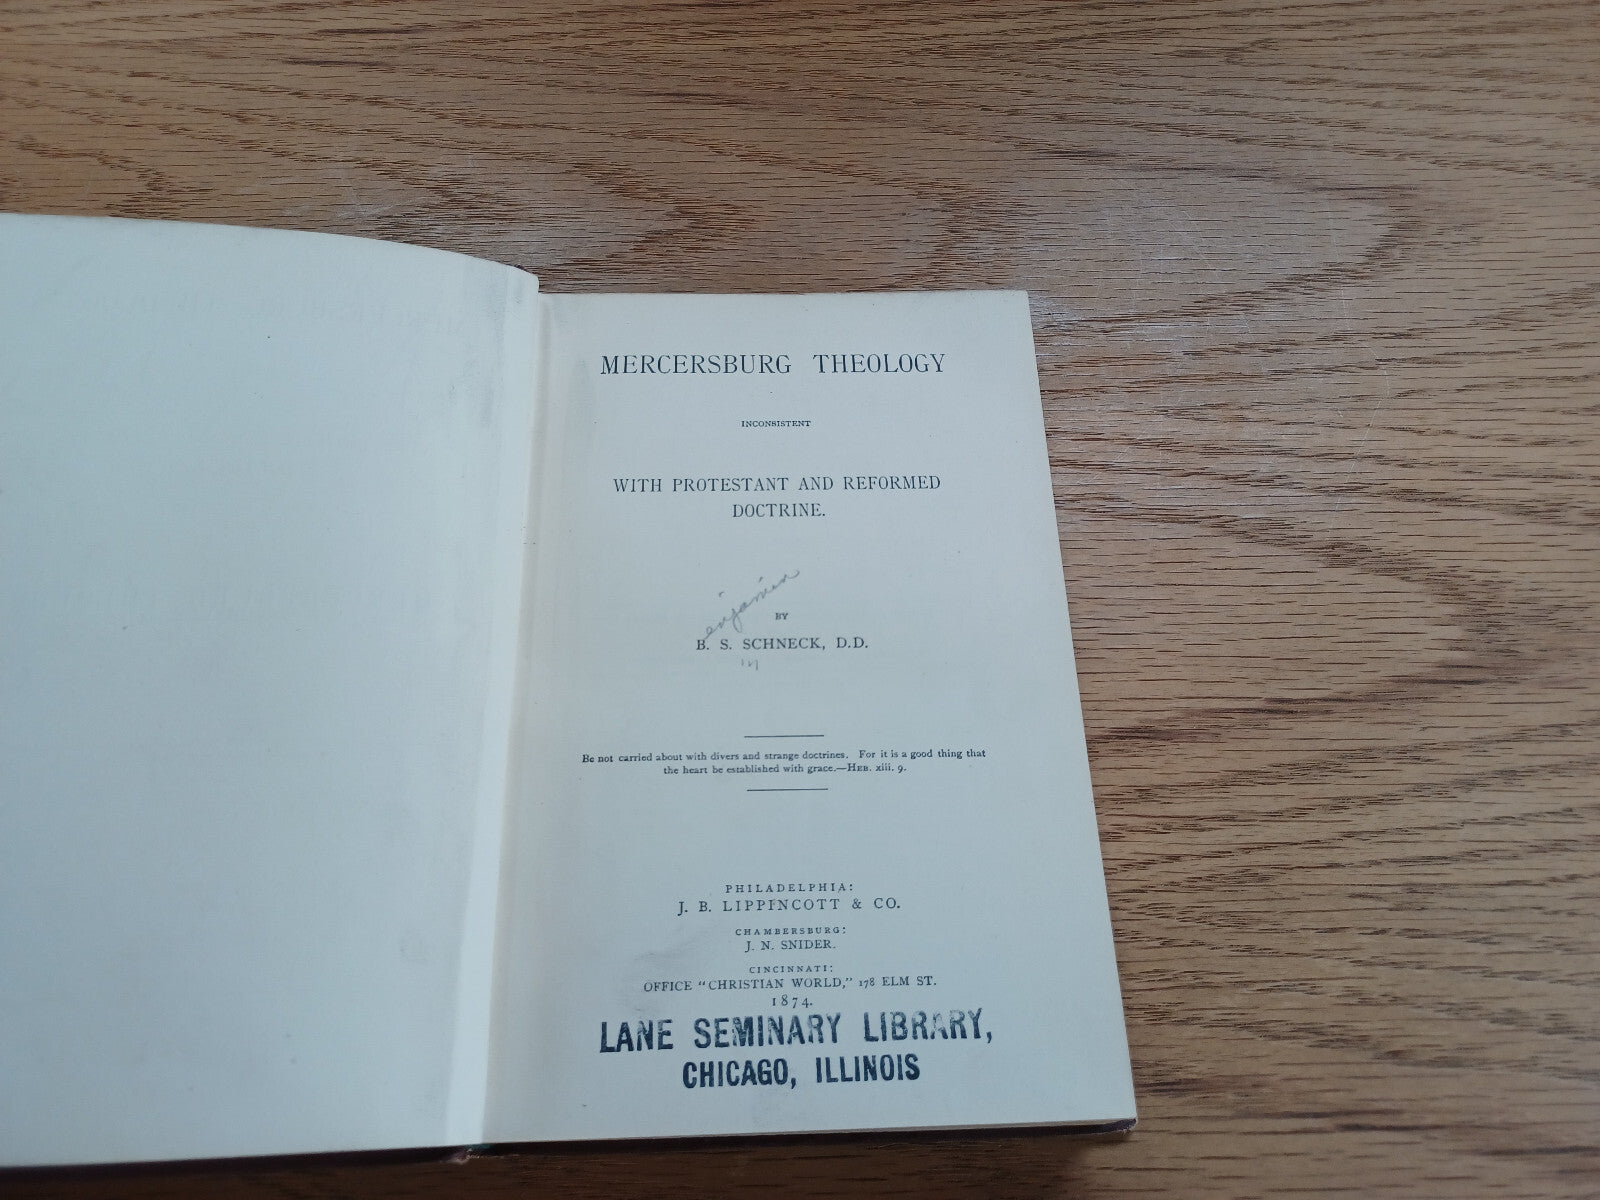 MERCERSBURG THEOLOGY
INCONSISTENT
WITH PROTESTANT AND REFORMED
DOCTRINE.
enjamin
BY
B. S. SCHNECK, D.D.
Be not carried about with divers and strange doctrines. For it is a good thing that
the heart be established with grace.—HEB. xiii. 9.
PHILADELPHIA:
J. B. LIPPINCOTT & CO.
CHAMBERSBURG:
J. N. SNIDER.
CINCINNATI:
OFFICE "CHRISTIAN WORLD," 178 ELM ST.
1874.
LANE SEMINARY LIBRARY,
CHICAGO, ILLINOIS